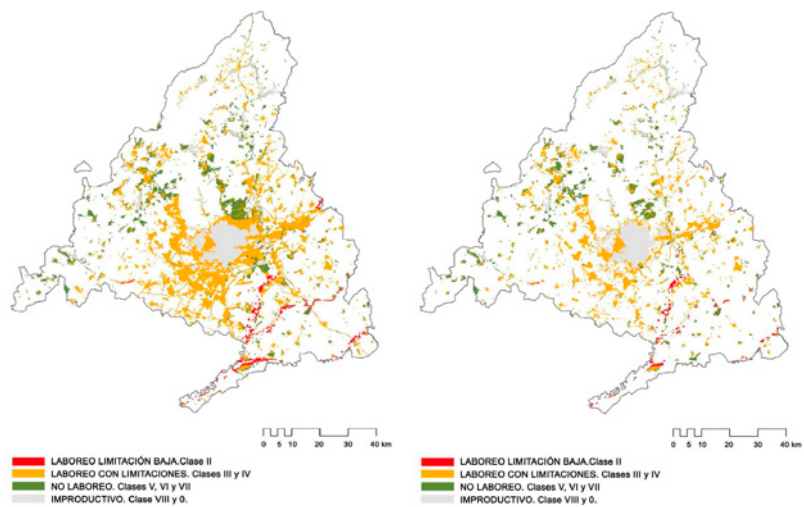 0 5 10 20 30 40 km
LABOREO LIMITACIÓN BAJA.Clase II
LABOREO CON LIMITACIONES. Clases III y IV
NO LABOREO. Clases V, VI y VII
IMPRODUCTIVO. Clase VIII y 0.
0 5 10 20 30 40 km
LABOREO LIMITACIÓN BAJA.Clase II
LABOREO CON LIMITACIONES. Clases III y IV
NO LABOREO. Clases V, VI y VII
IMPRODUCTIVO. Clase VIII y 0.